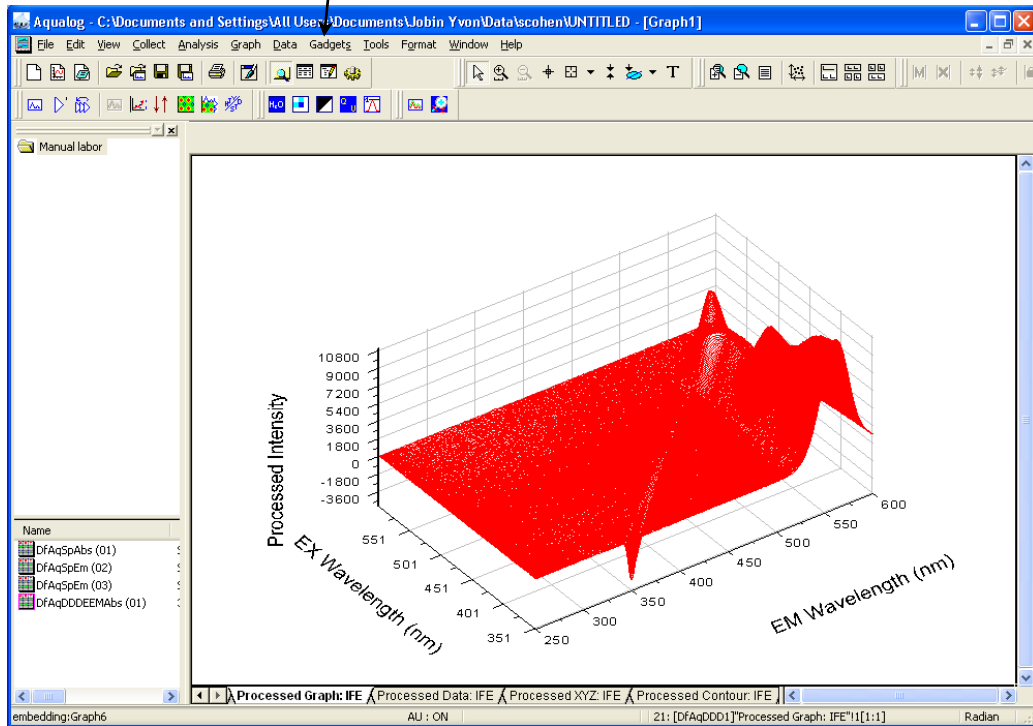 Aqualog - C:\Documents and Settings\All Users\Documents\Jobin Yvon\Data\scohen\UNTITLED - [Graph1]
File Edit View Collect Analysis Graph Data Gadgets Tools Format Window Help
T
H₂O
Q U
Manual labor
Processed Intensity
10800
9000
7200
5400
3600
1800
0
-1800
-3600
EX Wavelength (nm)
551
501
451
401
351
250
300
350
400
450
500
550
600
EM Wavelength (nm)
Name
DfAqSpAbs (01)
DfAqSpEm (02)
DfAqSpEm (03)
DfAqDDDEEMAbs (01)
Processed Graph: IFE Processed Data: IFE Processed XYZ: IFE Processed Contour: IFE
embedding:Graph6 AU : ON 21: [DfAqDDD1]"Processed Graph: IFE"!1[1:1] Radian